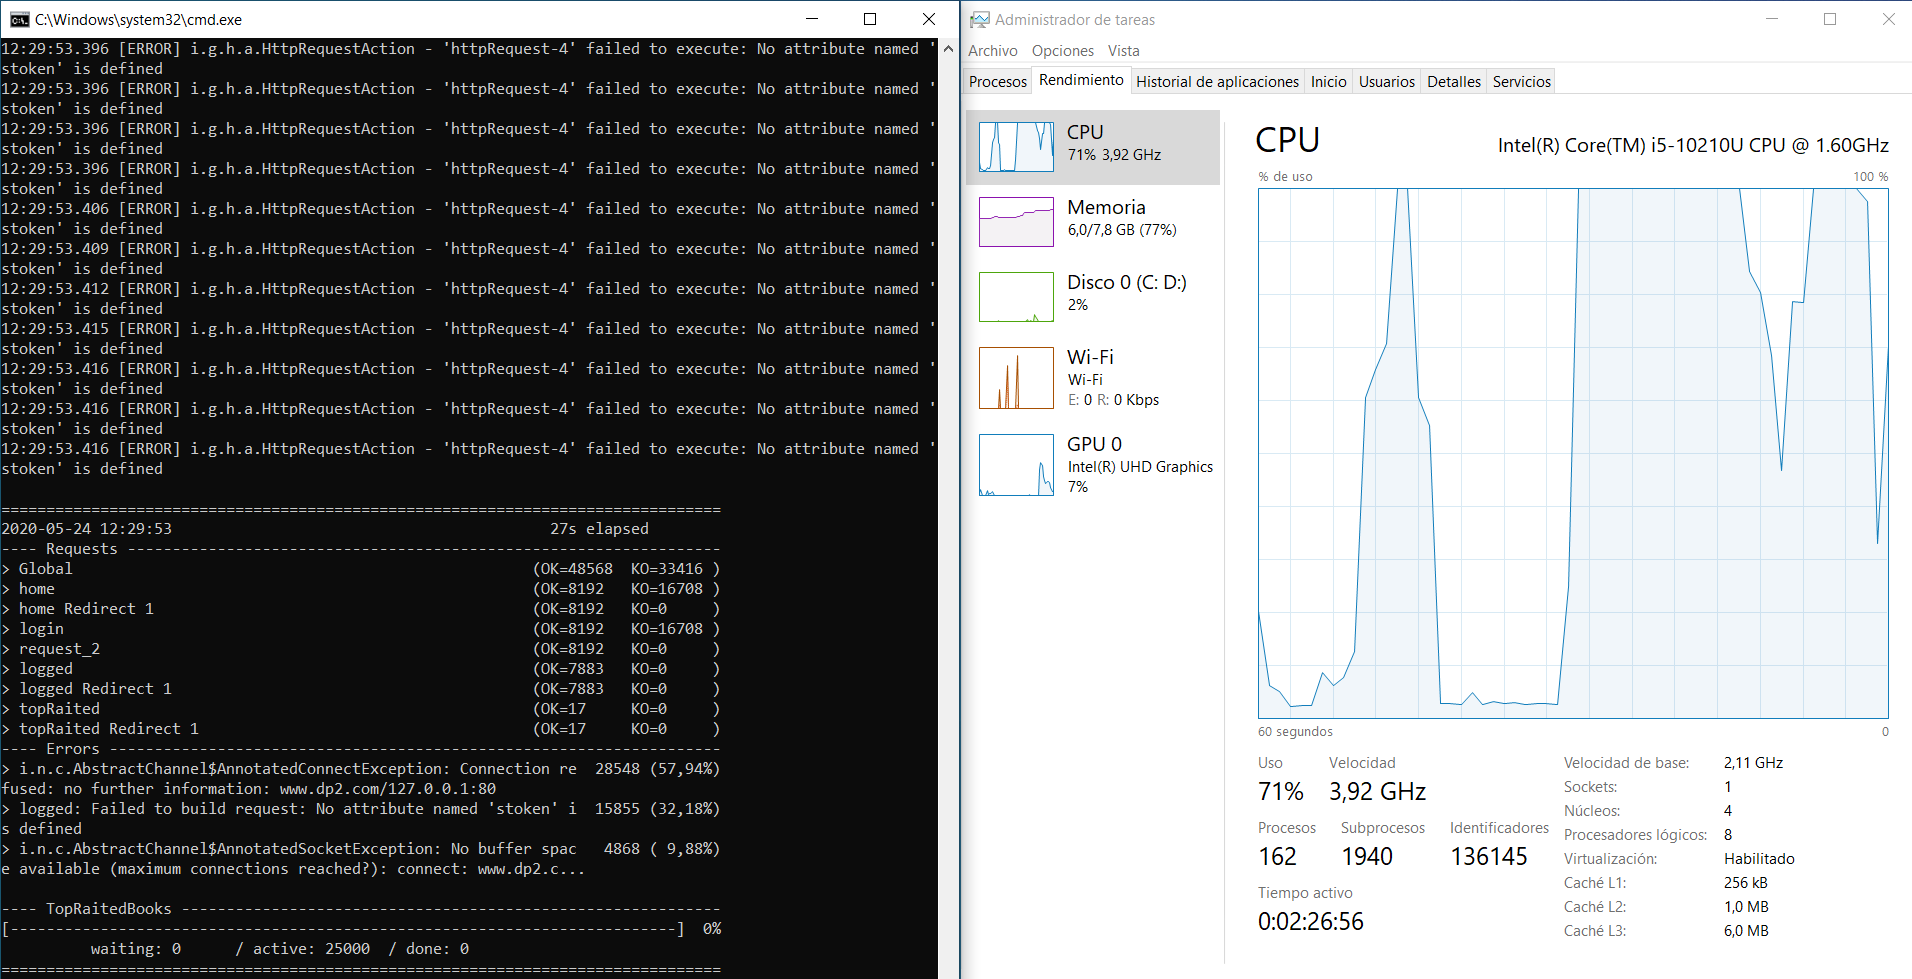 C:\Windows\system32\cmd.exe
12:29:53.396 [ERROR] i.g.h.a.HttpRequestAction - 'httpRequest-4' failed to execute: No attribute named '
stoken' is defined
12:29:53.396 [ERROR] i.g.h.a.HttpRequestAction - 'httpRequest-4' failed to execute: No attribute named '
stoken' is defined
12:29:53.396 [ERROR] i.g.h.a.HttpRequestAction - 'httpRequest-4' failed to execute: No attribute named '
stoken' is defined
12:29:53.396 [ERROR] i.g.h.a.HttpRequestAction - 'httpRequest-4' failed to execute: No attribute named '
stoken' is defined
12:29:53.406 [ERROR] i.g.h.a.HttpRequestAction - 'httpRequest-4' failed to execute: No attribute named '
stoken' is defined
12:29:53.409 [ERROR] i.g.h.a.HttpRequestAction - 'httpRequest-4' failed to execute: No attribute named '
stoken' is defined
12:29:53.412 [ERROR] i.g.h.a.HttpRequestAction - 'httpRequest-4' failed to execute: No attribute named '
stoken' is defined
12:29:53.415 [ERROR] i.g.h.a.HttpRequestAction - 'httpRequest-4' failed to execute: No attribute named '
stoken' is defined
12:29:53.416 [ERROR] i.g.h.a.HttpRequestAction - 'httpRequest-4' failed to execute: No attribute named '
stoken' is defined
12:29:53.416 [ERROR] i.g.h.a.HttpRequestAction - 'httpRequest-4' failed to execute: No attribute named '
stoken' is defined
12:29:53.416 [ERROR] i.g.h.a.HttpRequestAction - 'httpRequest-4' failed to execute: No attribute named '
stoken' is defined
================================================================================
2020-05-24 12:29:53                                          27s elapsed
---- Requests ------------------------------------------------------------------
> Global                                                   (OK=48568  KO=33416 )
> home                                                     (OK=8192   KO=16708 )
> home Redirect 1                                          (OK=8192   KO=0     )
> login                                                    (OK=8192   KO=16708 )
> request_2                                                (OK=8192   KO=0     )
> logged                                                   (OK=7883   KO=0     )
> logged Redirect 1                                        (OK=7883   KO=0     )
> topRaited                                                (OK=17     KO=0     )
> topRaited Redirect 1                                     (OK=17     KO=0     )
---- Errors --------------------------------------------------------------------
> i.n.c.AbstractChannel$AnnotatedConnectException: Connection re  28548 (57,94%)
fused: no further information: www.dp2.com/127.0.0.1:80
> logged: Failed to build request: No attribute named 'stoken' i  15855 (32,18%)
s defined
> i.n.c.AbstractChannel$AnnotatedSocketException: No buffer spac   4868 ( 9,88%)
e available (maximum connections reached?): connect: www.dp2.c...
---- TopRaitedBooks ------------------------------------------------------------
[--------------------------------------------------------------------------]  0%
          waiting: 0      / active: 25000  / done: 0
================================================================================
Administrador de tareas
Archivo Opciones Vista
Procesos Rendimiento Historial de aplicaciones Inicio Usuarios Detalles Servicios
CPU
71% 3,92 GHz
Memoria
6,0/7,8 GB (77%)
Disco 0 (C: D:)
2%
Wi-Fi
Wi-Fi
E: 0 R: 0 Kbps
GPU 0
Intel(R) UHD Graphics
7%
CPU
Intel(R) Core(TM) i5-10210U CPU @ 1.60GHz
% de uso 100 %
60 segundos 0
Uso Velocidad
71% 3,92 GHz
Procesos Subprocesos Identificadores
162 1940 136145
Tiempo activo
0:02:26:56
Velocidad de base: 2,11 GHz
Sockets: 1
Núcleos: 4
Procesadores lógicos: 8
Virtualización: Habilitado
Caché L1: 256 kB
Caché L2: 1,0 MB
Caché L3: 6,0 MB